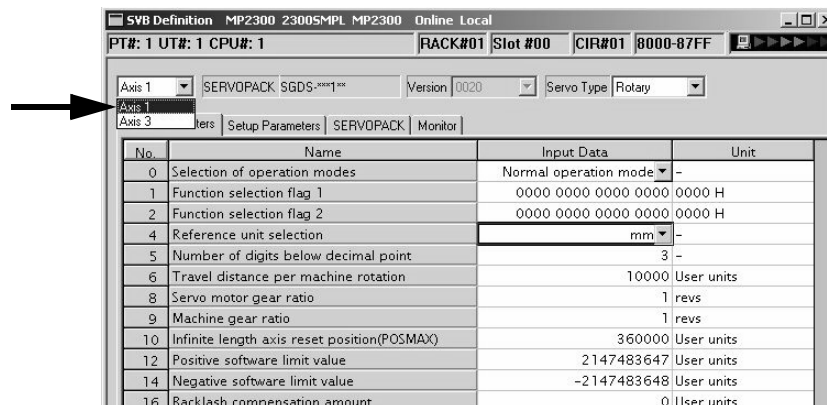 SVB Definition MP2300 2300SMPL MP2300 Online Local
PT#: 1 UT#: 1 CPU#: 1 RACK#01 Slot #00 CIR#01 8000-87FF
Axis 1 SERVOPACK SGDS-***1** Version 0020 Servo Type Rotary
Axis 1
Axis 3
ters Setup Parameters SERVOPACK Monitor
No. Name Input Data Unit
0 Selection of operation modes Normal operation mode -
1 Function selection flag 1 0000 0000 0000 0000 0000 H
2 Function selection flag 2 0000 0000 0000 0000 0000 H
4 Reference unit selection mm -
5 Number of digits below decimal point 3 -
6 Travel distance per machine rotation 10000 User units
8 Servo motor gear ratio 1 revs
9 Machine gear ratio 1 revs
10 Infinite length axis reset position(POSMAX) 360000 User units
12 Positive software limit value 2147483647 User units
14 Negative software limit value -2147483648 User units
16 Backlash compensation amount 0 User units